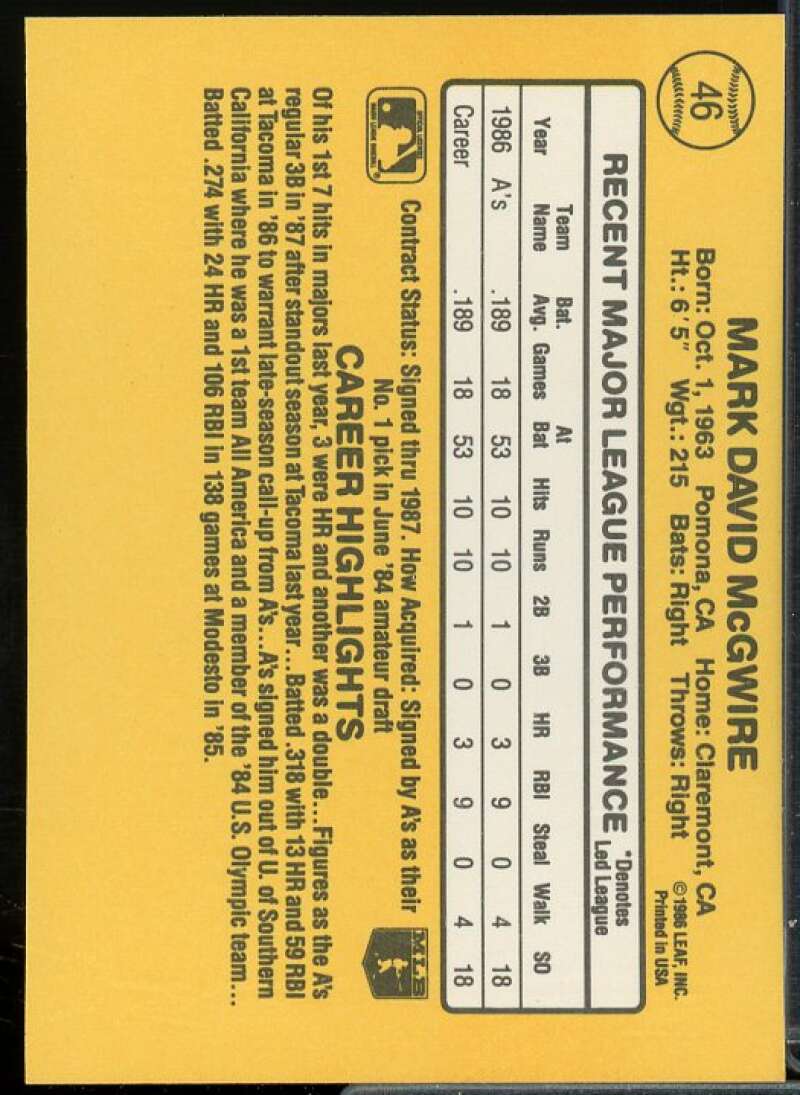 46
MARK DAVID McGWIRE
Born: Oct. 1, 1963 Pomona, CA Home: Claremont, CA
Ht.: 6'5" Wgt.: 215 Bats: Right Throws: Right
©1986 LEAF, INC.
Printed in USA
RECENT MAJOR LEAGUE PERFORMANCE *Denotes Led League
Year Team Name Bat. Avg. Games At Bat Hits Runs 2B 3B HR RBI Steal Walk SO
1986 A's .189 18 53 10 10 1 0 3 9 0 4 18
Career .189 18 53 10 10 1 0 3 9 0 4 18
Contract Status: Signed thru 1987. How Acquired: Signed by A's as their
No. 1 pick in June '84 amateur draft
MLB
CAREER HIGHLIGHTS
Of his 1st 7 hits in majors last year, 3 were HR and another was a double...Figures as the A's
regular 3B in '87 after standout season at Tacoma last year...Batted .318 with 13 HR and 59 RBI
at Tacoma in '86 to warrant late-season call-up from A's...A's signed him out of U. of Southern
California where he was a 1st team All America and a member of the '84 U.S. Olympic team...
Batted .274 with 24 HR and 106 RBI in 138 games at Modesto in '85.